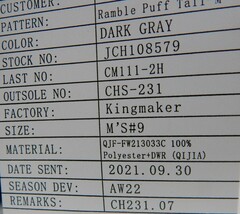 CUSTOMER:
PATTERN: Ramble Puff Tall M
COLOR: DARK GRAY
STOCK NO: JCH108579
LAST NO: CM111-2H
OUTSOLE NO: CHS-231
FACTORY: Kingmaker
SIZE: M'S#9
MATERIAL: QJF-FW213033C 100%
Polyester+DWR (QIJIA)
DATE SENT: 2021.09.30
SEASON DEV: AW22
REMARKS: CH231.07